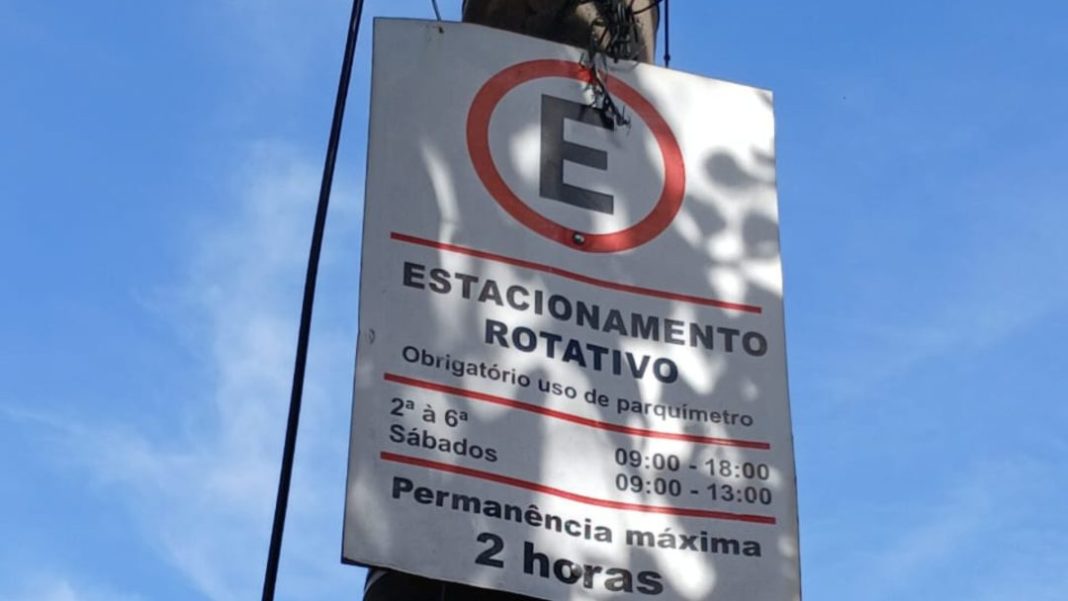 E
ESTACIONAMENTO
ROTATIVO
Obrigatório uso de parquímetro
2ª à 6ª 09:00 - 18:00
Sábados 09:00 - 13:00
Permanência máxima
2 horas